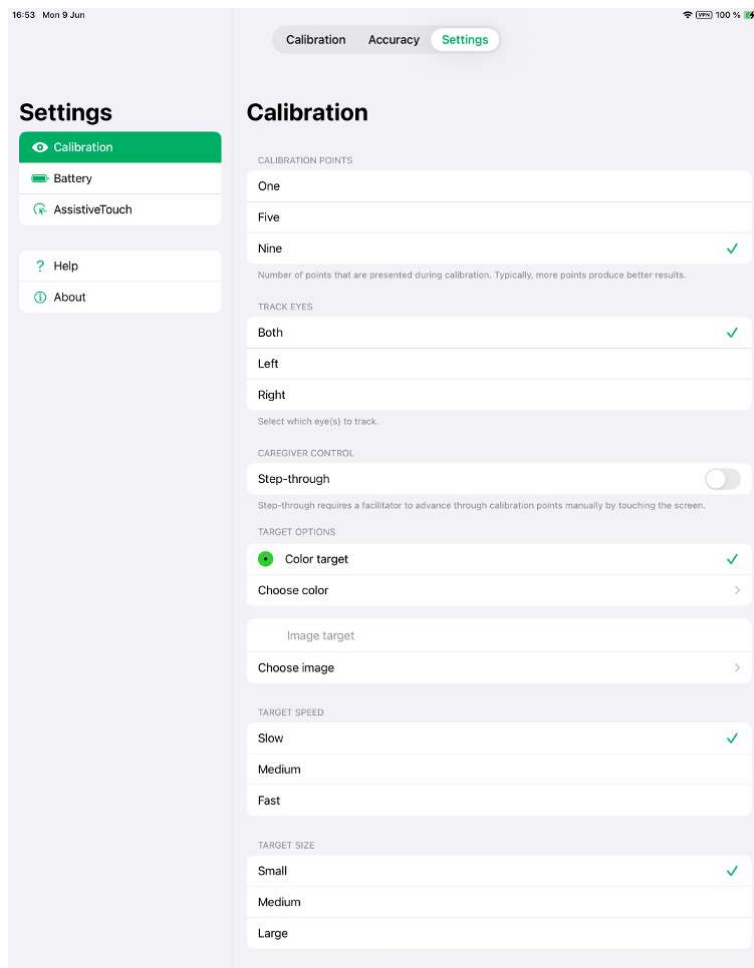 16:53 Mon 9 Jun
VPN 100 %
Calibration Accuracy Settings
Settings
Calibration
Battery
AssistiveTouch
? Help
About
Calibration
CALIBRATION POINTS
One
Five
Nine
Number of points that are presented during calibration. Typically, more points produce better results.
TRACK EYES
Both
Left
Right
Select which eye(s) to track.
CAREGIVER CONTROL
Step-through
Step-through requires a facilitator to advance through calibration points manually by touching the screen.
TARGET OPTIONS
Color target
Choose color
Image target
Choose image
TARGET SPEED
Slow
Medium
Fast
TARGET SIZE
Small
Medium
Large